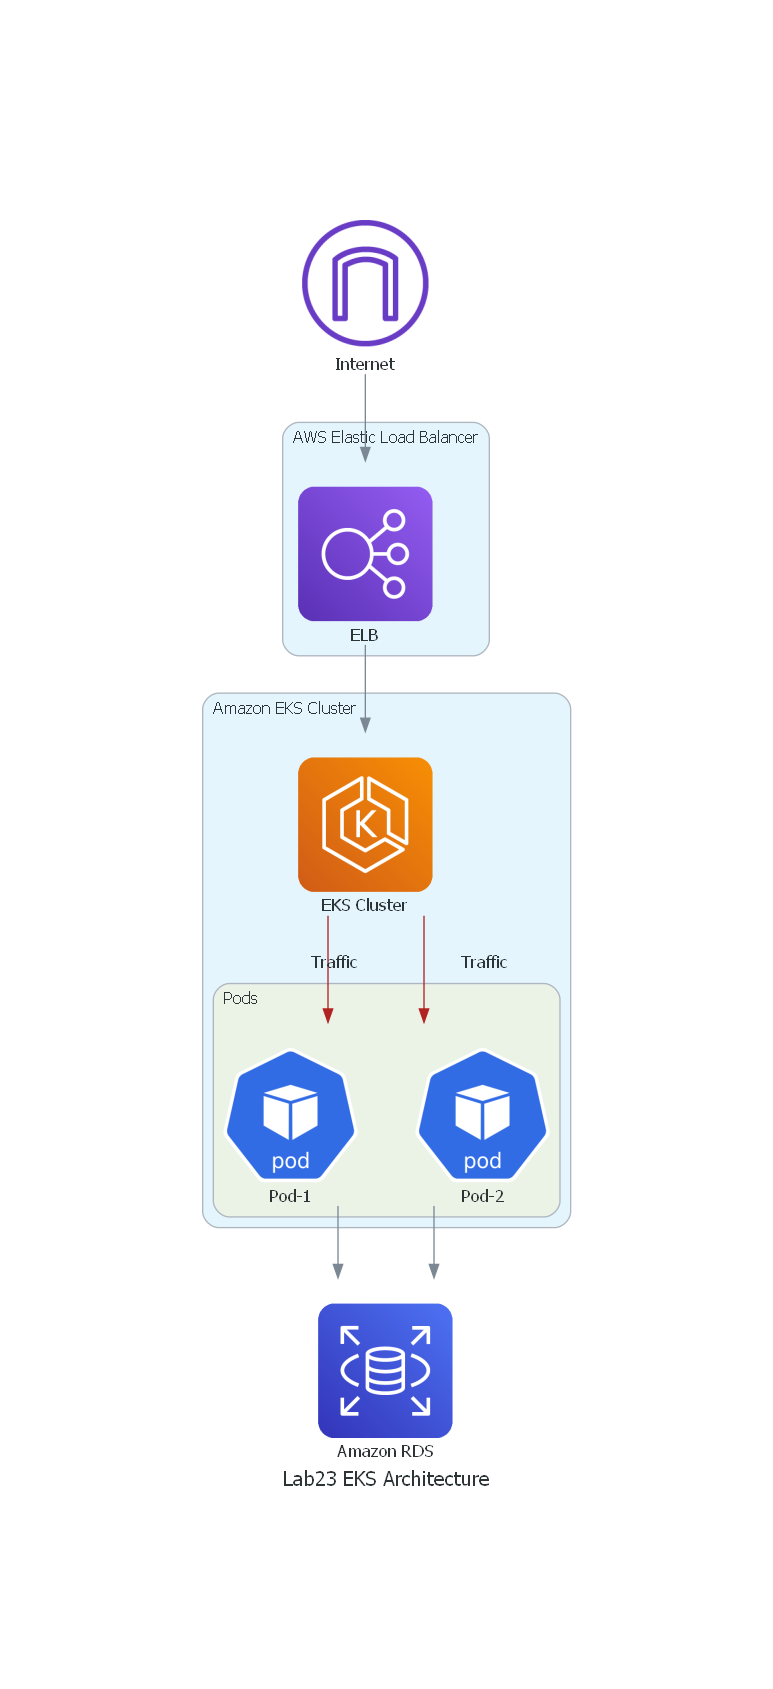 Internet
AWS Elastic Load Balancer
ELB
Amazon EKS Cluster
K
EKS Cluster
Traffic Traffic
Pods
pod pod
Pod-1 Pod-2
Amazon RDS
Lab23 EKS Architecture